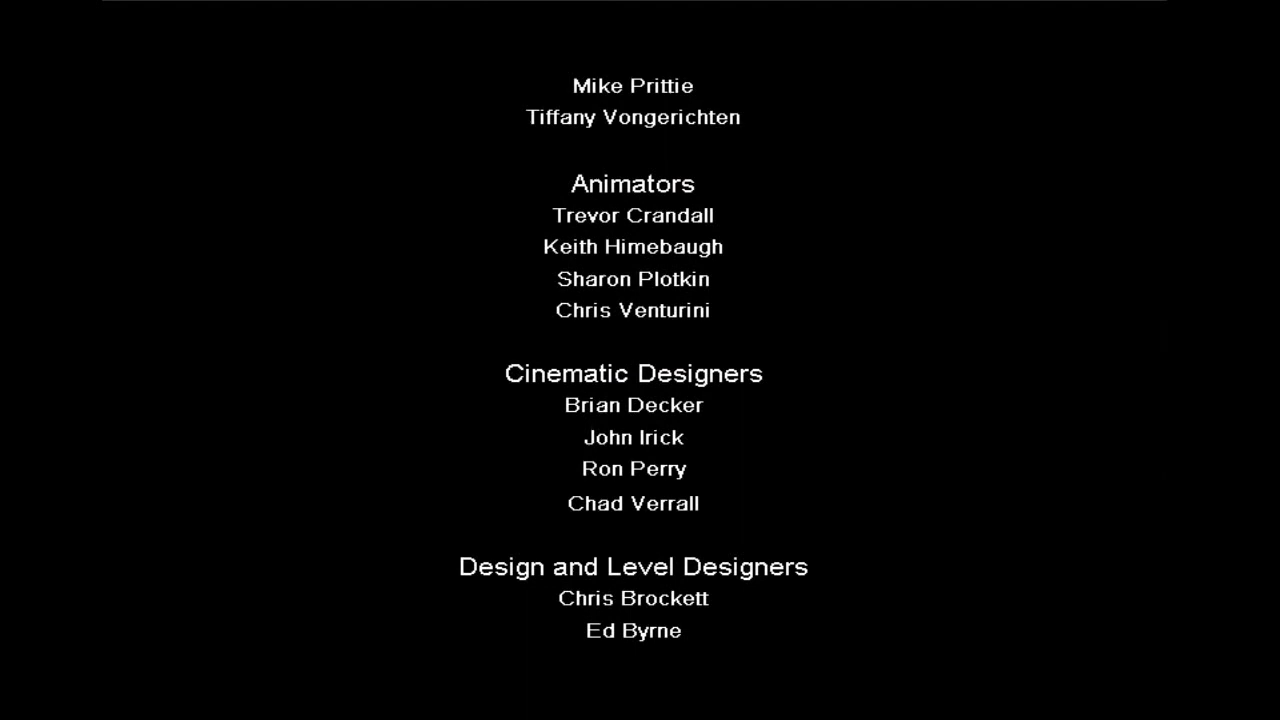 Mike Prittie
Tiffany Vongerichten
Animators
Trevor Crandall
Keith Himebaugh
Sharon Plotkin
Chris Venturini
Cinematic Designers
Brian Decker
John Irick
Ron Perry
Chad Verrall
Design and Level Designers
Chris Brockett
Ed Byrne